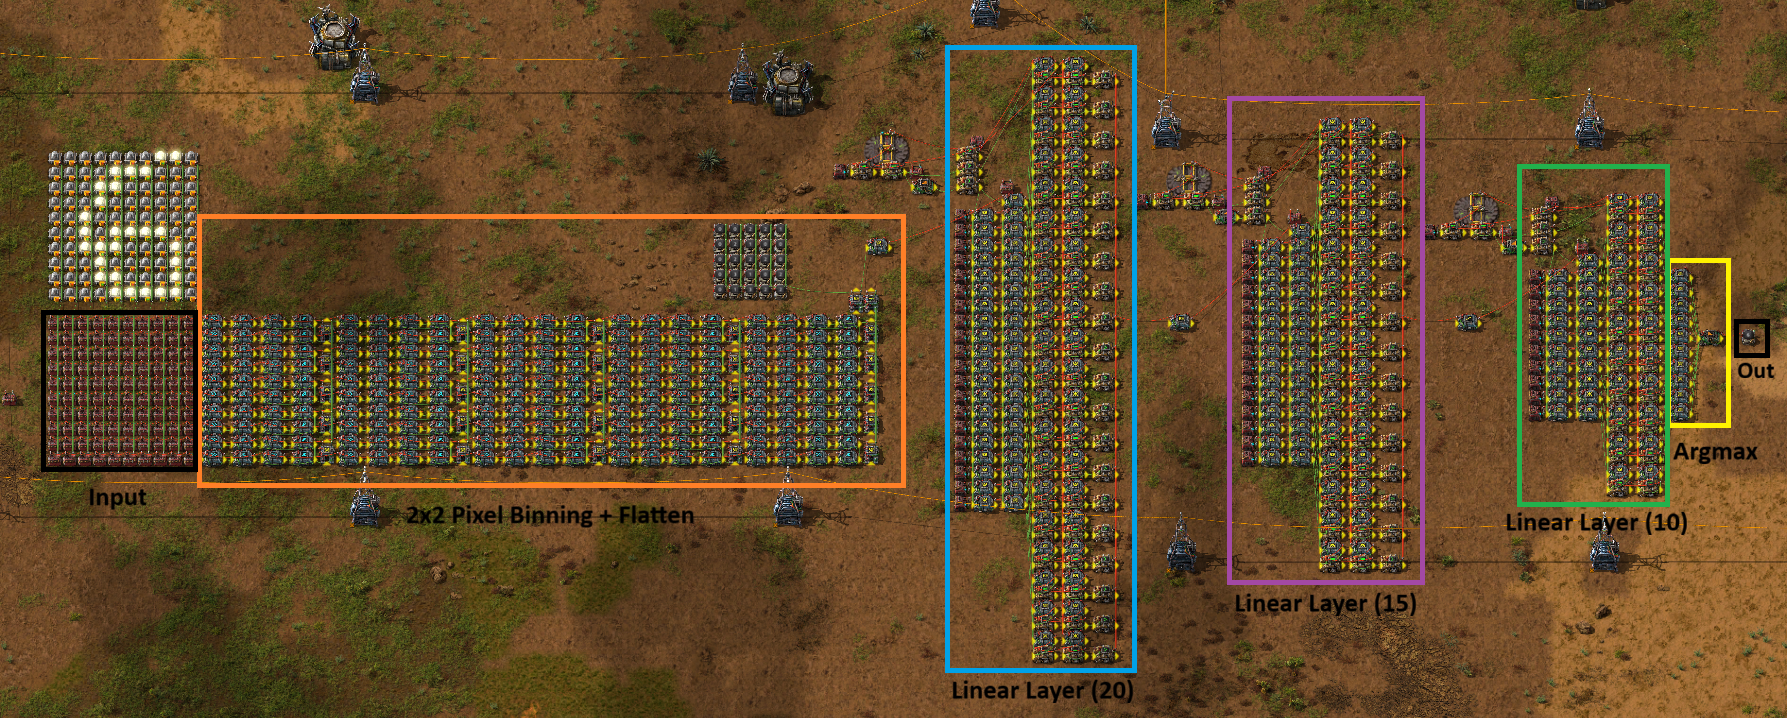 Input
2x2 Pixel Binning + Flatten
Linear Layer (20)
Linear Layer (15)
Linear Layer (10)
Argmax
Out